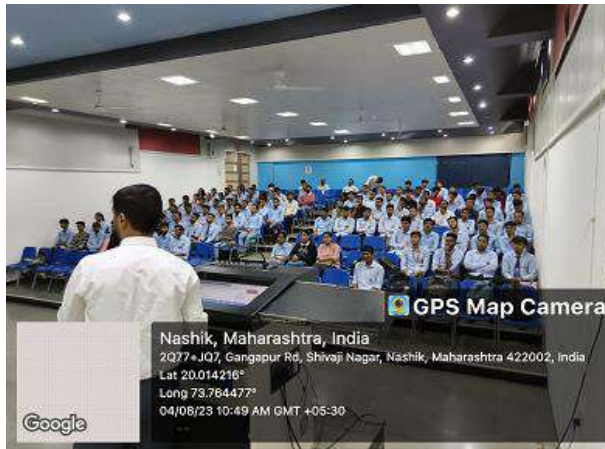 GPS Map Camera
Nashik, Maharashtra, India
2Q77+JQ7, Gangapur Rd, Shivaji Nagar, Nashik, Maharashtra 422002, India
Lat 20.014216°
Long 73.764477°
04/08/23 10:49 AM GMT +05:30
Google